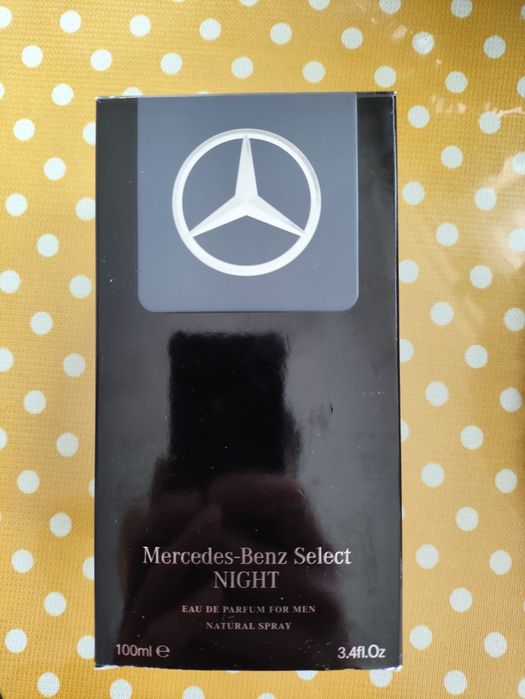 Mercedes-Benz Select
NIGHT
EAU DE PARFUM FOR MEN
NATURAL SPRAY
100ml ℮ 3.4fl.Oz